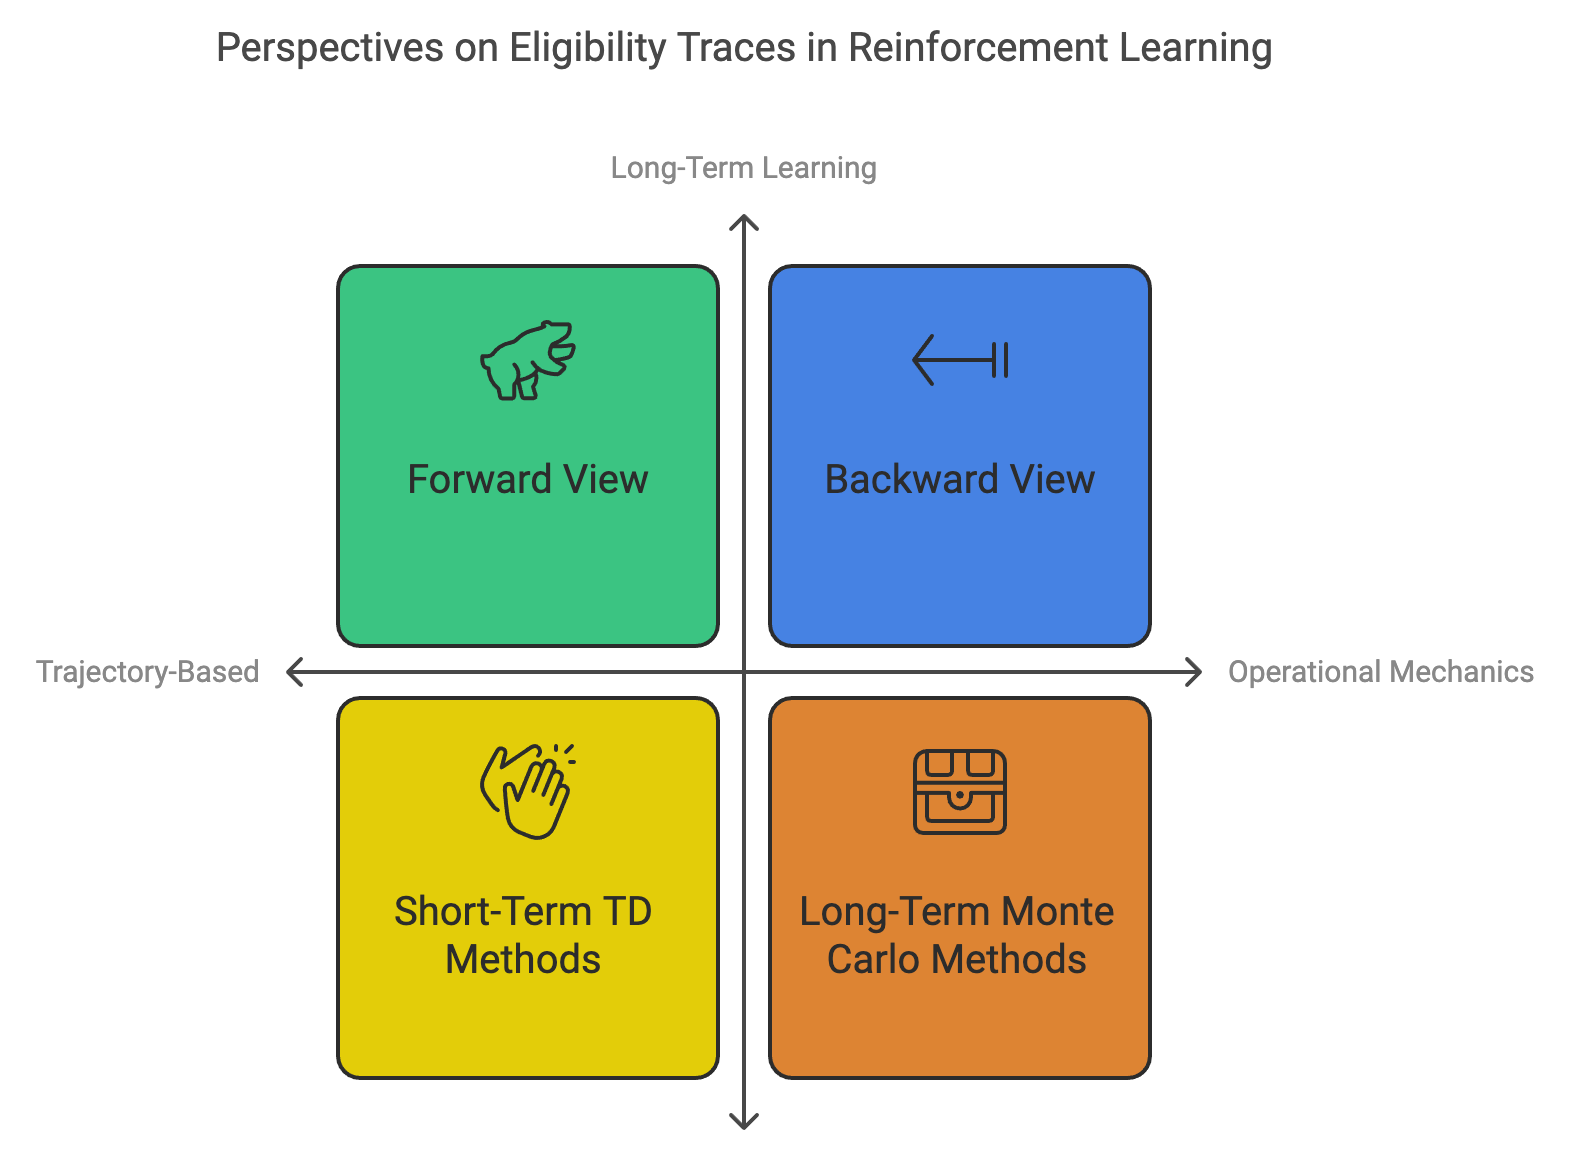 Perspectives on Eligibility Traces in Reinforcement Learning
Long-Term Learning
Forward View
Backward View
Trajectory-Based
Operational Mechanics
Short-Term TD
Methods
Long-Term Monte
Carlo Methods